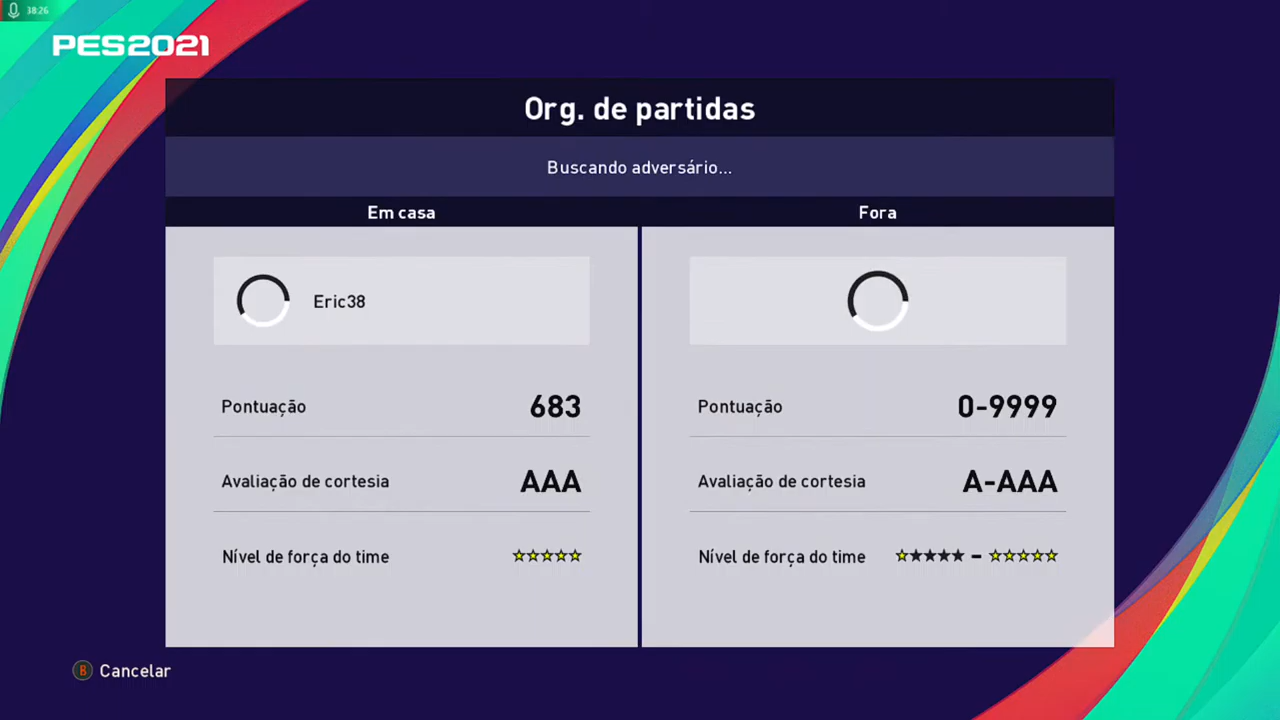 38:26
PES2021
Org. de partidas
Buscando adversário...
Em casa
Fora
Eric38
Pontuação 683
Pontuação 0-9999
Avaliação de cortesia AAA
Avaliação de cortesia A-AAA
Nível de força do time
Nível de força do time
B Cancelar